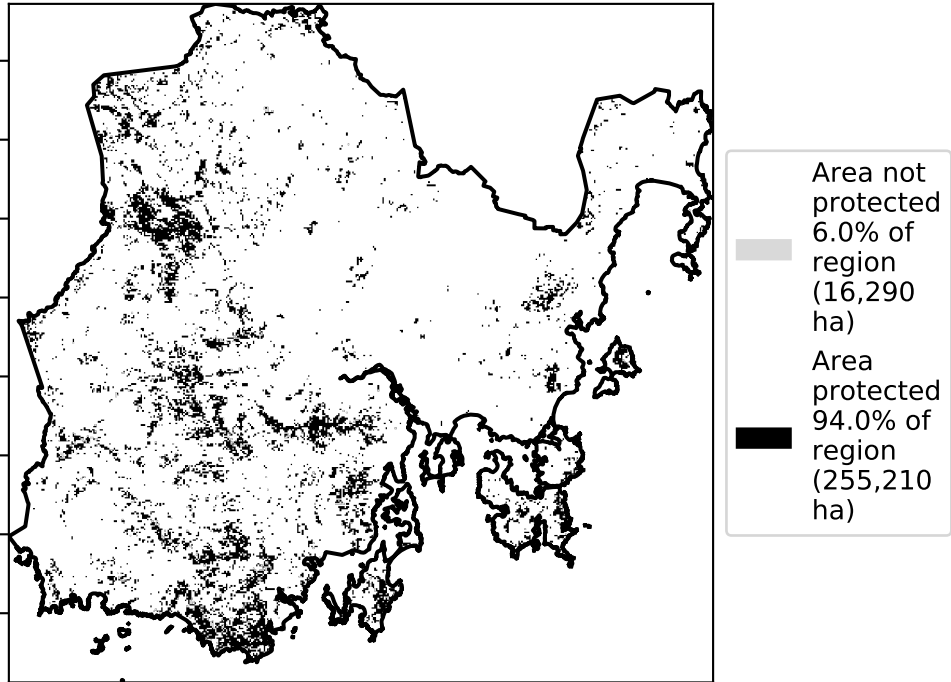 Area not
protected
6.0% of
region
(16,290
ha)
Area
protected
94.0% of
region
(255,210
ha)